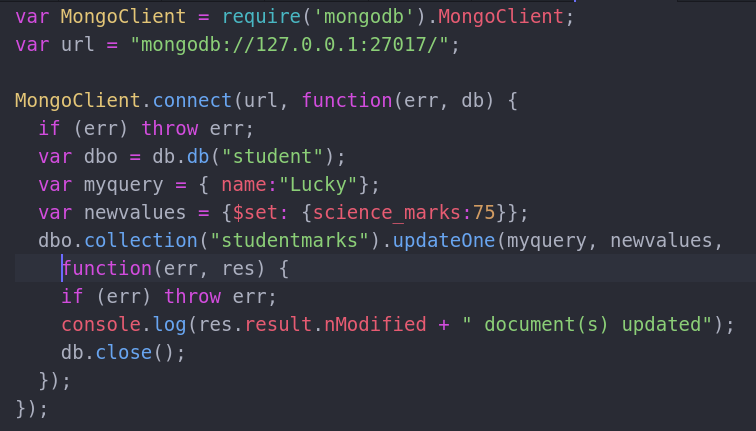 var MongoClient = require('mongodb').MongoClient;
var url = "mongodb://127.0.0.1:27017/";

MongoClient.connect(url, function(err, db) {
  if (err) throw err;
  var dbo = db.db("student");
  var myquery = { name:"Lucky"};
  var newvalues = {$set: {science_marks:75}};
  dbo.collection("studentmarks").updateOne(myquery, newvalues,
    function(err, res) {
    if (err) throw err;
    console.log(res.result.nModified + " document(s) updated");
    db.close();
  });
});